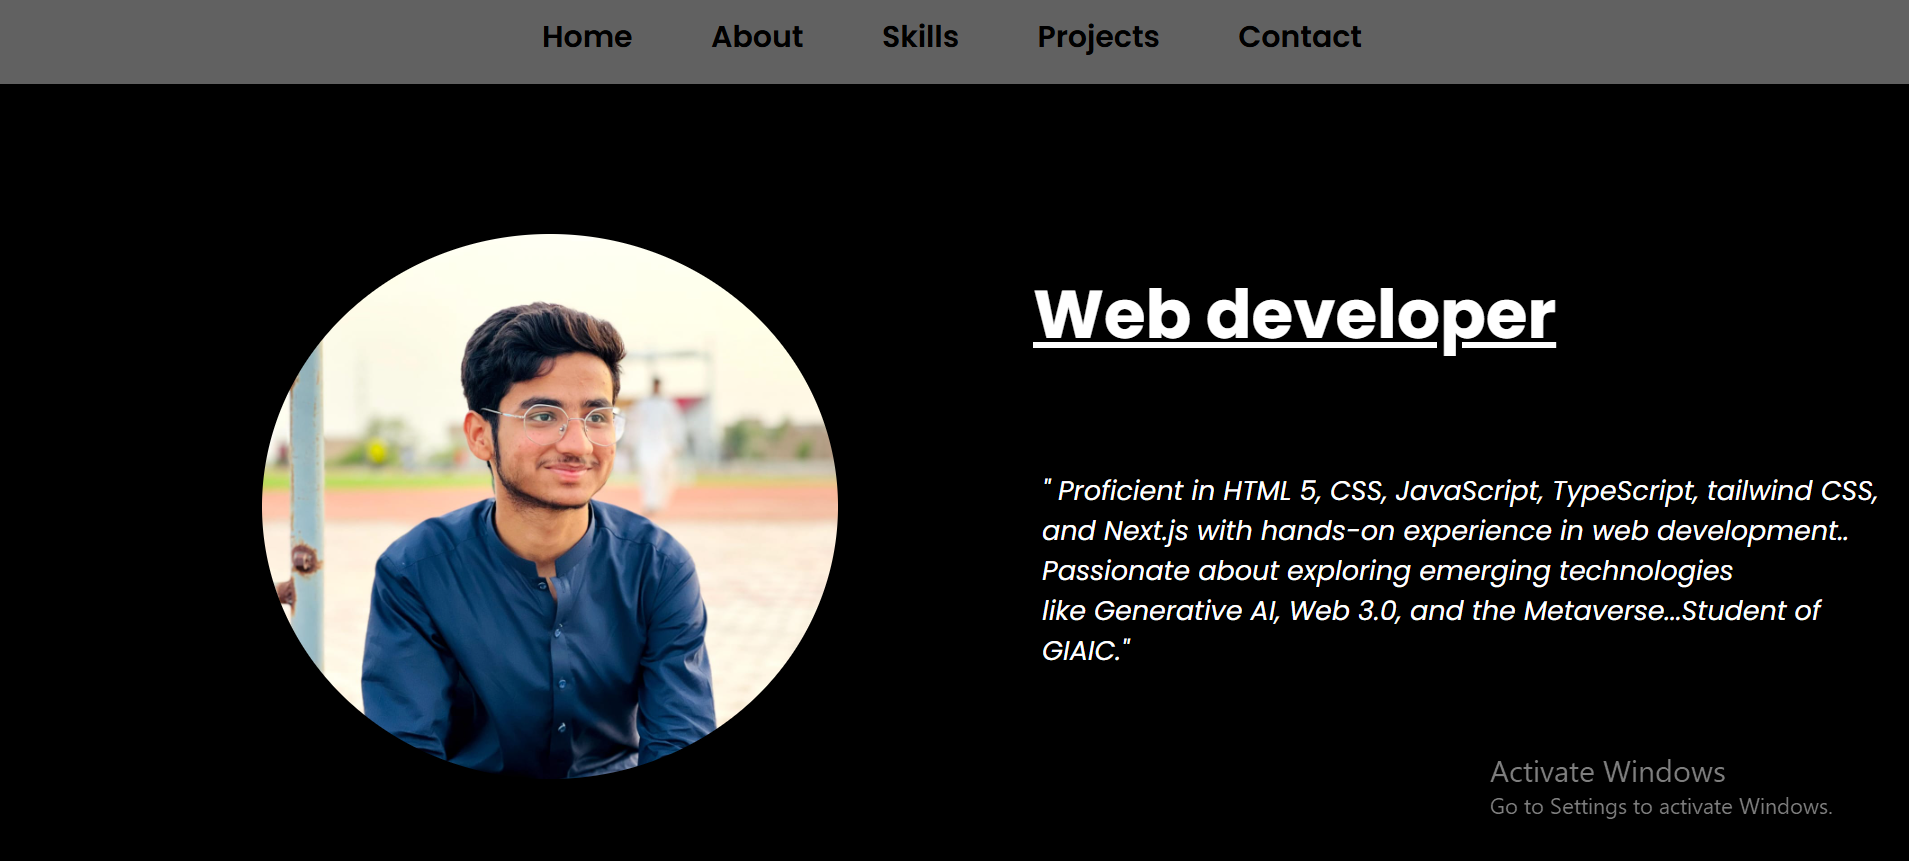 Home About Skills Projects Contact
Web developer
" Proficient in HTML 5, CSS, JavaScript, TypeScript, tailwind CSS,
and Next.js with hands-on experience in web development..
Passionate about exploring emerging technologies
like Generative AI, Web 3.0, and the Metaverse...Student of
GIAIC."
Activate Windows
Go to Settings to activate Windows.